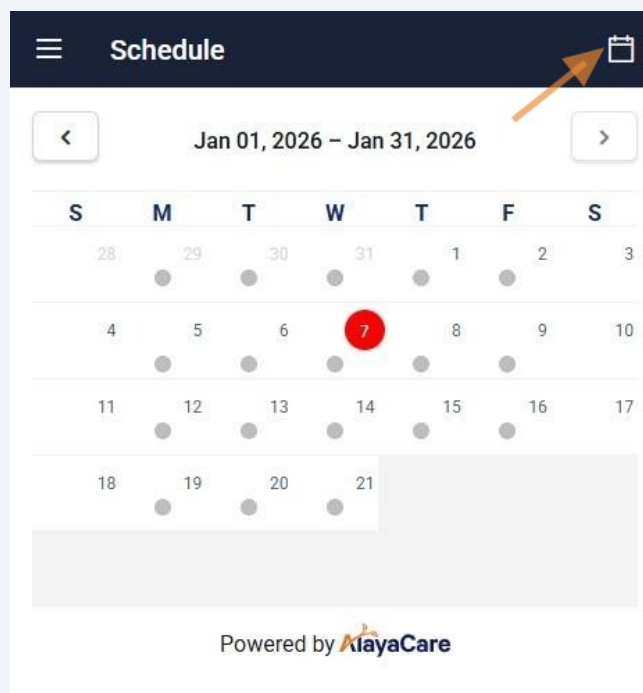 Schedule
Jan 01, 2026 – Jan 31, 2026
S M T W T F S
28 29 30 31 1 2 3
4 5 6 7 8 9 10
11 12 13 14 15 16 17
18 19 20 21
Powered by AlayaCare